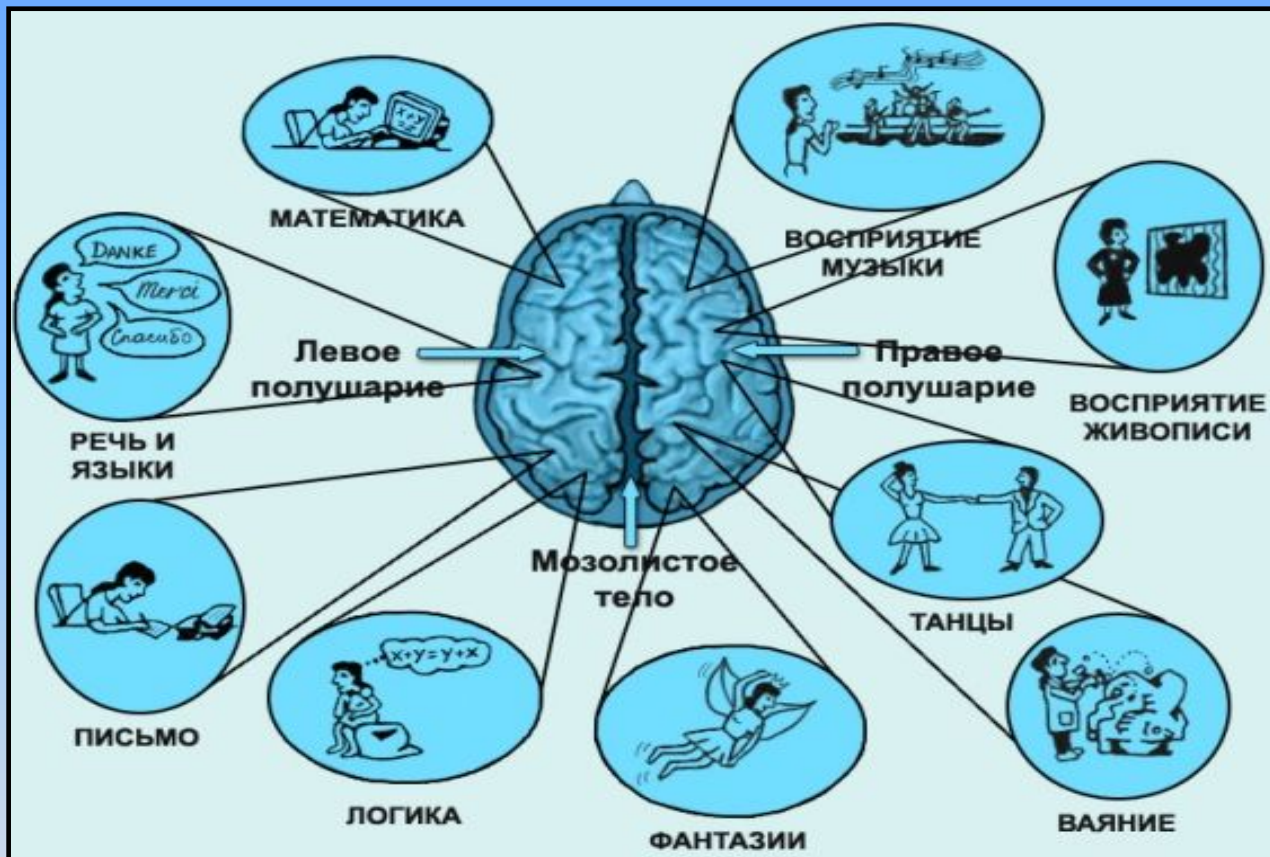 x+y
=z
МАТЕМАТИКА
ВОСПРИЯТИЕ
МУЗЫКИ
DANKE
Merci
Спасибо
Левое
полушарие
Правое
полушарие
РЕЧЬ И
ЯЗЫКИ
ВОСПРИЯТИЕ
ЖИВОПИСИ
Мозолистое
тело
ТАНЦЫ
x+y=y+x
ПИСЬМО
ЛОГИКА
ФАНТАЗИИ
ВАЯНИЕ